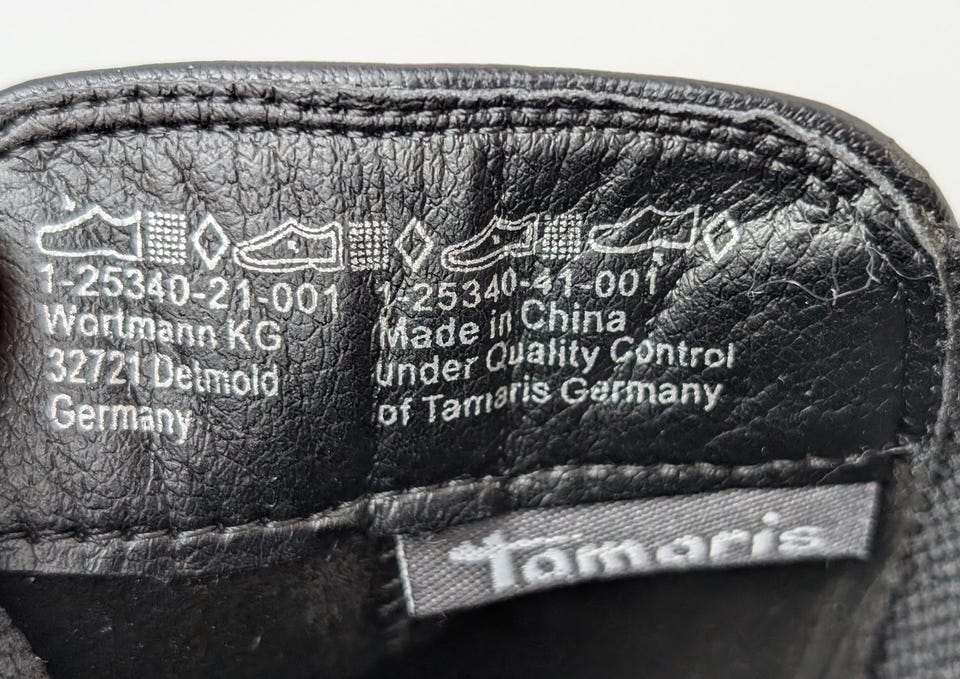 1-25340-21-001
Wortmann KG
32721 Detmold
Germany
1-25340-41-001
Made in China
under Quality Control
of Tamaris Germany
Tamaris